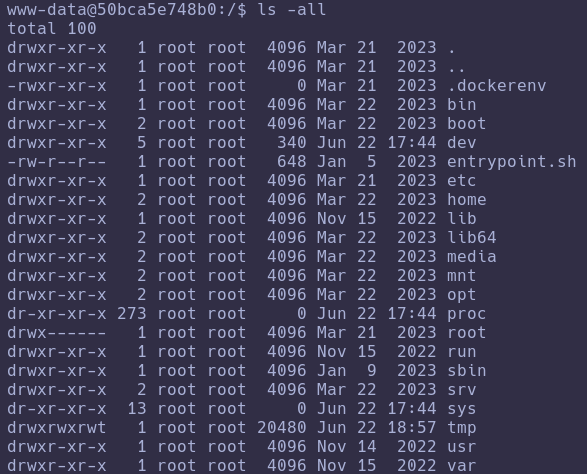 www-data@50bca5e748b0:/$ ls -all
total 100
drwxr-xr-x   1 root root  4096 Mar 21  2023 .
drwxr-xr-x   1 root root  4096 Mar 21  2023 ..
-rwxr-xr-x   1 root root     0 Mar 21  2023 .dockerenv
drwxr-xr-x   1 root root  4096 Mar 22  2023 bin
drwxr-xr-x   2 root root  4096 Mar 22  2023 boot
drwxr-xr-x   5 root root   340 Jun 22 17:44 dev
-rw-r--r--   1 root root   648 Jan  5  2023 entrypoint.sh
drwxr-xr-x   1 root root  4096 Mar 21  2023 etc
drwxr-xr-x   2 root root  4096 Mar 22  2023 home
drwxr-xr-x   1 root root  4096 Nov 15  2022 lib
drwxr-xr-x   2 root root  4096 Mar 22  2023 lib64
drwxr-xr-x   2 root root  4096 Mar 22  2023 media
drwxr-xr-x   2 root root  4096 Mar 22  2023 mnt
drwxr-xr-x   2 root root  4096 Mar 22  2023 opt
dr-xr-xr-x 273 root root     0 Jun 22 17:44 proc
drwx------   1 root root  4096 Mar 21  2023 root
drwxr-xr-x   1 root root  4096 Nov 15  2022 run
drwxr-xr-x   1 root root  4096 Jan  9  2023 sbin
drwxr-xr-x   2 root root  4096 Mar 22  2023 srv
dr-xr-xr-x  13 root root     0 Jun 22 17:44 sys
drwxrwxrwt   1 root root 20480 Jun 22 18:57 tmp
drwxr-xr-x   1 root root  4096 Nov 14  2022 usr
drwxr-xr-x   1 root root  4096 Nov 15  2022 var